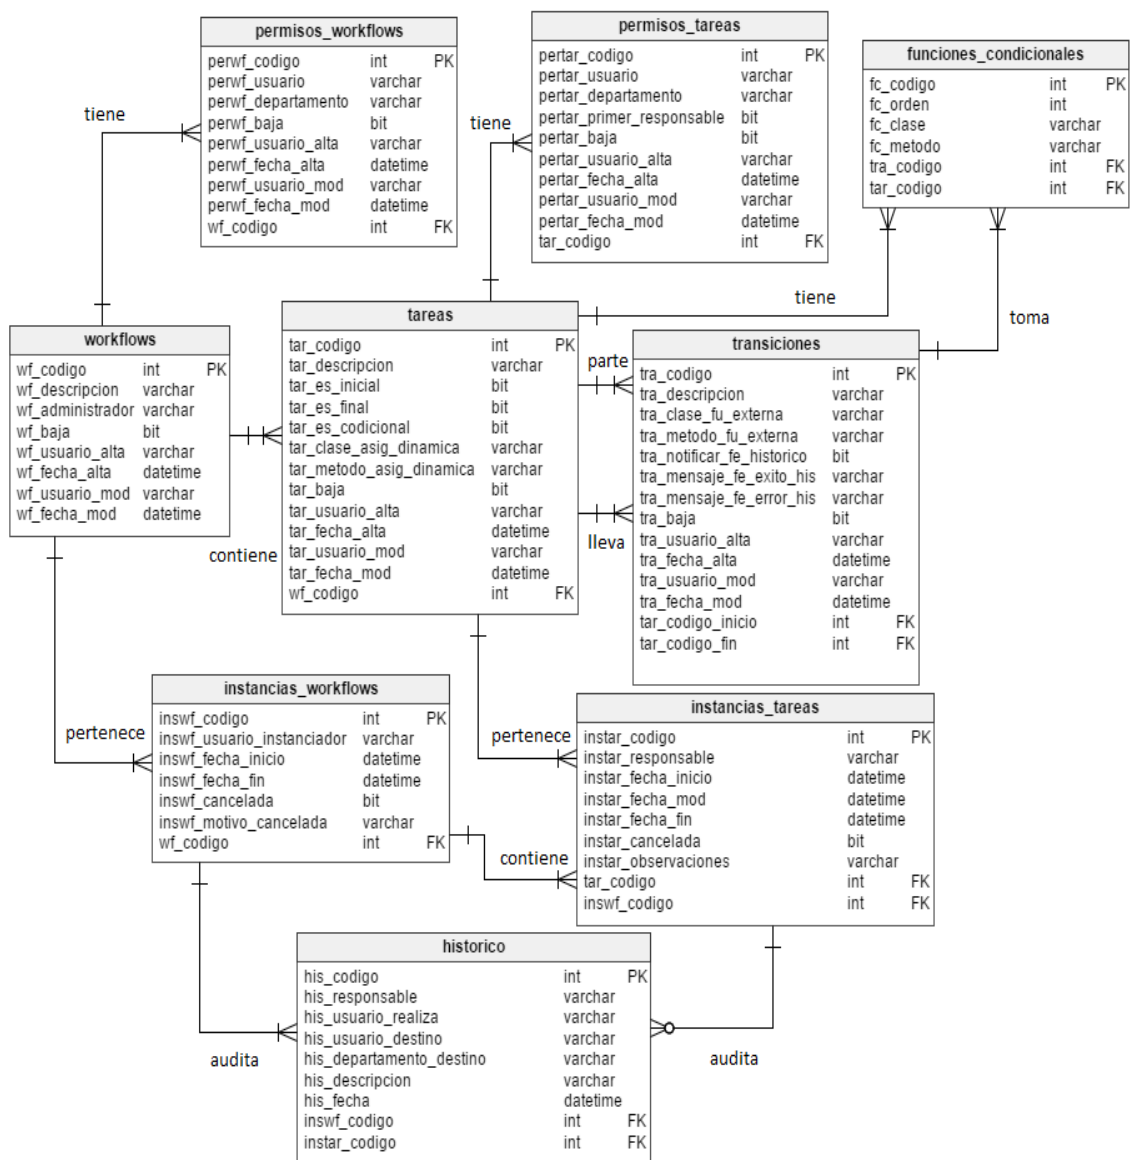 permisos_workflows
perwf_codigo int PK
perwf_usuario varchar
perwf_departamento varchar
perwf_baja bit
perwf_usuario_alta varchar
perwf_fecha_alta datetime
perwf_usuario_mod varchar
perwf_fecha_mod datetime
wf_codigo int FK
permisos_tareas
pertar_codigo int PK
pertar_usuario varchar
pertar_departamento varchar
pertar_primer_responsable bit
pertar_baja bit
pertar_usuario_alta varchar
pertar_fecha_alta datetime
pertar_usuario_mod varchar
pertar_fecha_mod datetime
tar_codigo int FK
funciones_condicionales
fc_codigo int PK
fc_orden int
fc_clase varchar
fc_metodo varchar
tra_codigo int FK
tar_codigo int FK
tiene
tiene
tiene
toma
workflows
wf_codigo int PK
wf_descripcion varchar
wf_administrador varchar
wf_baja bit
wf_usuario_alta varchar
wf_fecha_alta datetime
wf_usuario_mod varchar
wf_fecha_mod datetime
contiene
tareas
tar_codigo int PK
tar_descripcion varchar
tar_es_inicial bit
tar_es_final bit
tar_es_codicional bit
tar_clase_asig_dinamica varchar
tar_metodo_asig_dinamica varchar
tar_baja bit
tar_usuario_alta varchar
tar_fecha_alta datetime
tar_usuario_mod varchar
tar_fecha_mod datetime
wf_codigo int FK
parte
lleva
transiciones
tra_codigo int PK
tra_descripcion varchar
tra_clase_fu_externa varchar
tra_metodo_fu_externa varchar
tra_notificar_fe_historico bit
tra_mensaje_fe_exito_his varchar
tra_mensaje_fe_error_his varchar
tra_baja bit
tra_usuario_alta varchar
tra_fecha_alta datetime
tra_usuario_mod varchar
tra_fecha_mod datetime
tar_codigo_inicio int FK
tar_codigo_fin int FK
pertenece
instancias_workflows
inswf_codigo int PK
inswf_usuario_instanciador varchar
inswf_fecha_inicio datetime
inswf_fecha_fin datetime
inswf_cancelada bit
inswf_motivo_cancelada varchar
wf_codigo int FK
pertenece
contiene
instancias_tareas
instar_codigo int PK
instar_responsable varchar
instar_fecha_inicio datetime
instar_fecha_mod datetime
instar_fecha_fin datetime
instar_cancelada bit
instar_observaciones varchar
tar_codigo int FK
inswf_codigo int FK
audita
historico
his_codigo int PK
his_responsable varchar
his_usuario_realiza varchar
his_usuario_destino varchar
his_departamento_destino varchar
his_descripcion varchar
his_fecha datetime
inswf_codigo int FK
instar_codigo int FK
audita